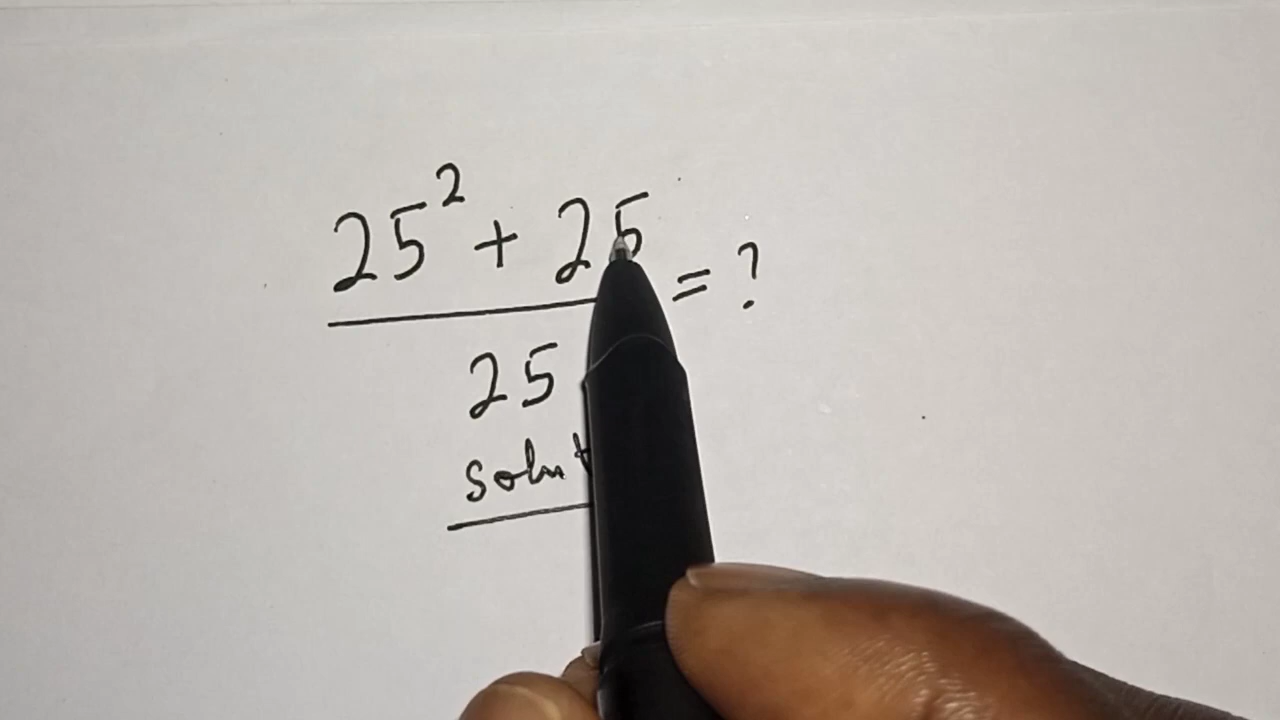 25² + 25 = ?
25